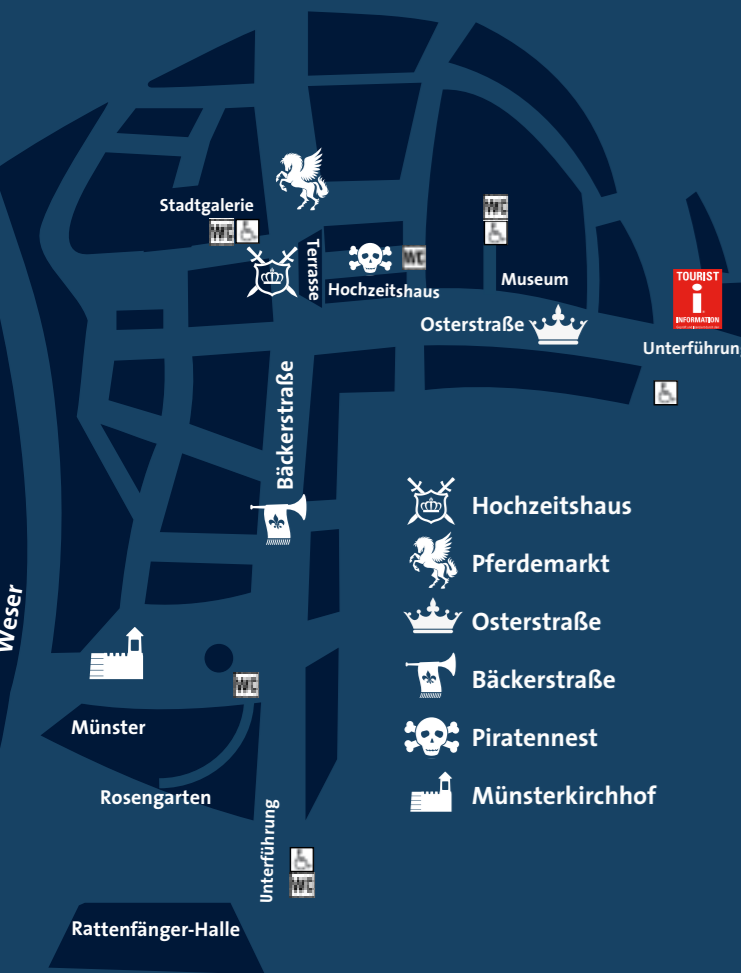 Stadtgalerie
WC
WC
Terrasse
WC
Hochzeitshaus
Museum
TOURIST
i
INFORMATION
Osterstraße
Unterführun
Bäckerstraße
Hochzeitshaus
Pferdemarkt
Osterstraße
Bäckerstraße
Piratennest
Münsterkirchhof
Weser
WC
Münster
Rosengarten
Unterführung
WC
Rattenfänger-Halle